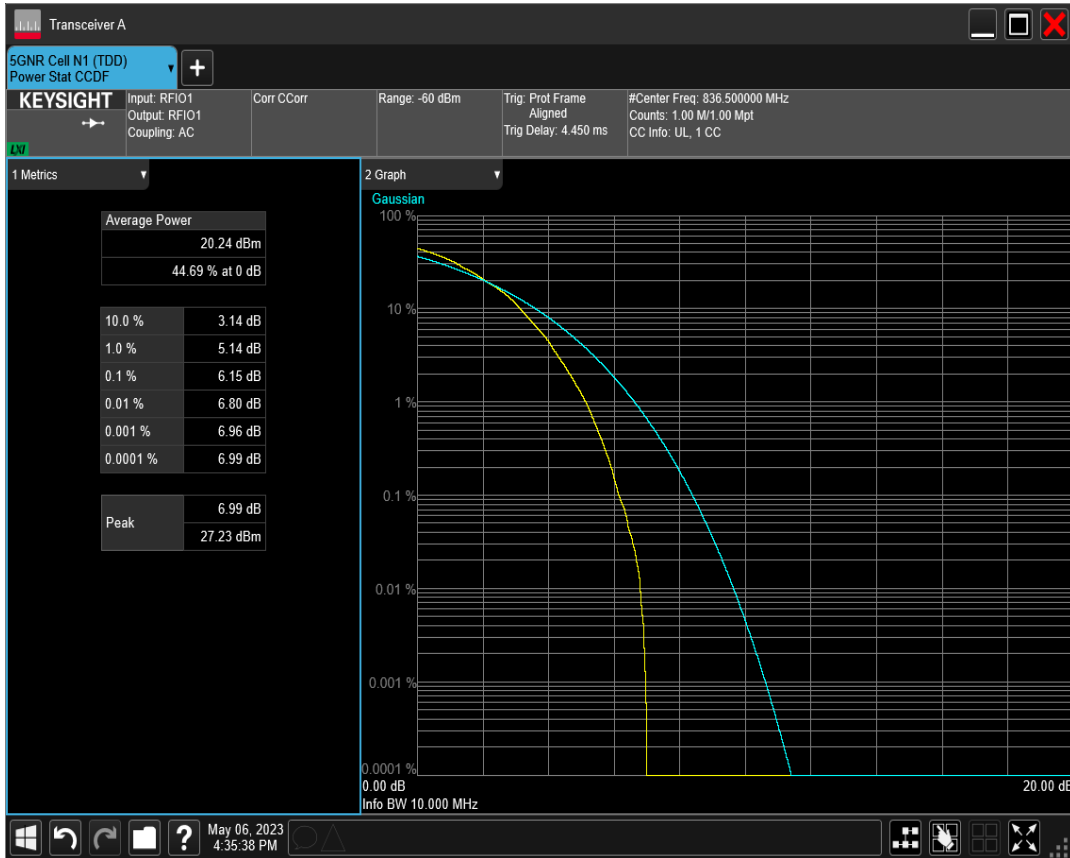 Transceiver A
5GNR Cell N1 (TDD)
Power Stat CCDF
+
KEYSIGHT
LXI
Input: RFIO1
Output: RFIO1
Coupling: AC
Corr CCorr
Range: -60 dBm
Trig: Prot Frame
Aligned
Trig Delay: 4.450 ms
#Center Freq: 836.500000 MHz
Counts: 1.00 M/1.00 Mpt
CC Info: UL, 1 CC
1 Metrics
Average Power
20.24 dBm
44.69 % at 0 dB
10.0 % 3.14 dB
1.0 % 5.14 dB
0.1 % 6.15 dB
0.01 % 6.80 dB
0.001 % 6.96 dB
0.0001 % 6.99 dB
Peak 6.99 dB
27.23 dBm
2 Graph
Gaussian
100 %
10 %
1 %
0.1 %
0.01 %
0.001 %
0.0001 %
0.00 dB 20.00 dB
Info BW 10.000 MHz
?
May 06, 2023
4:35:38 PM